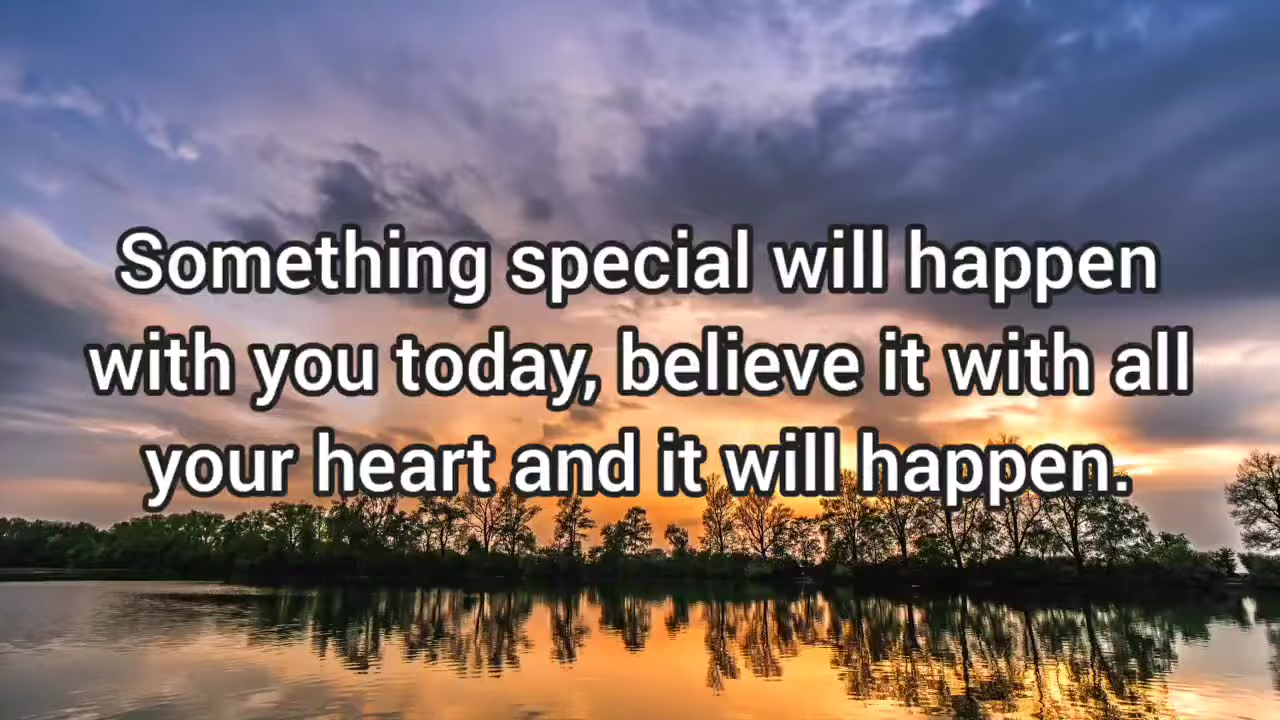 Something special will happen
with you today, believe it with all
your heart and it will happen.